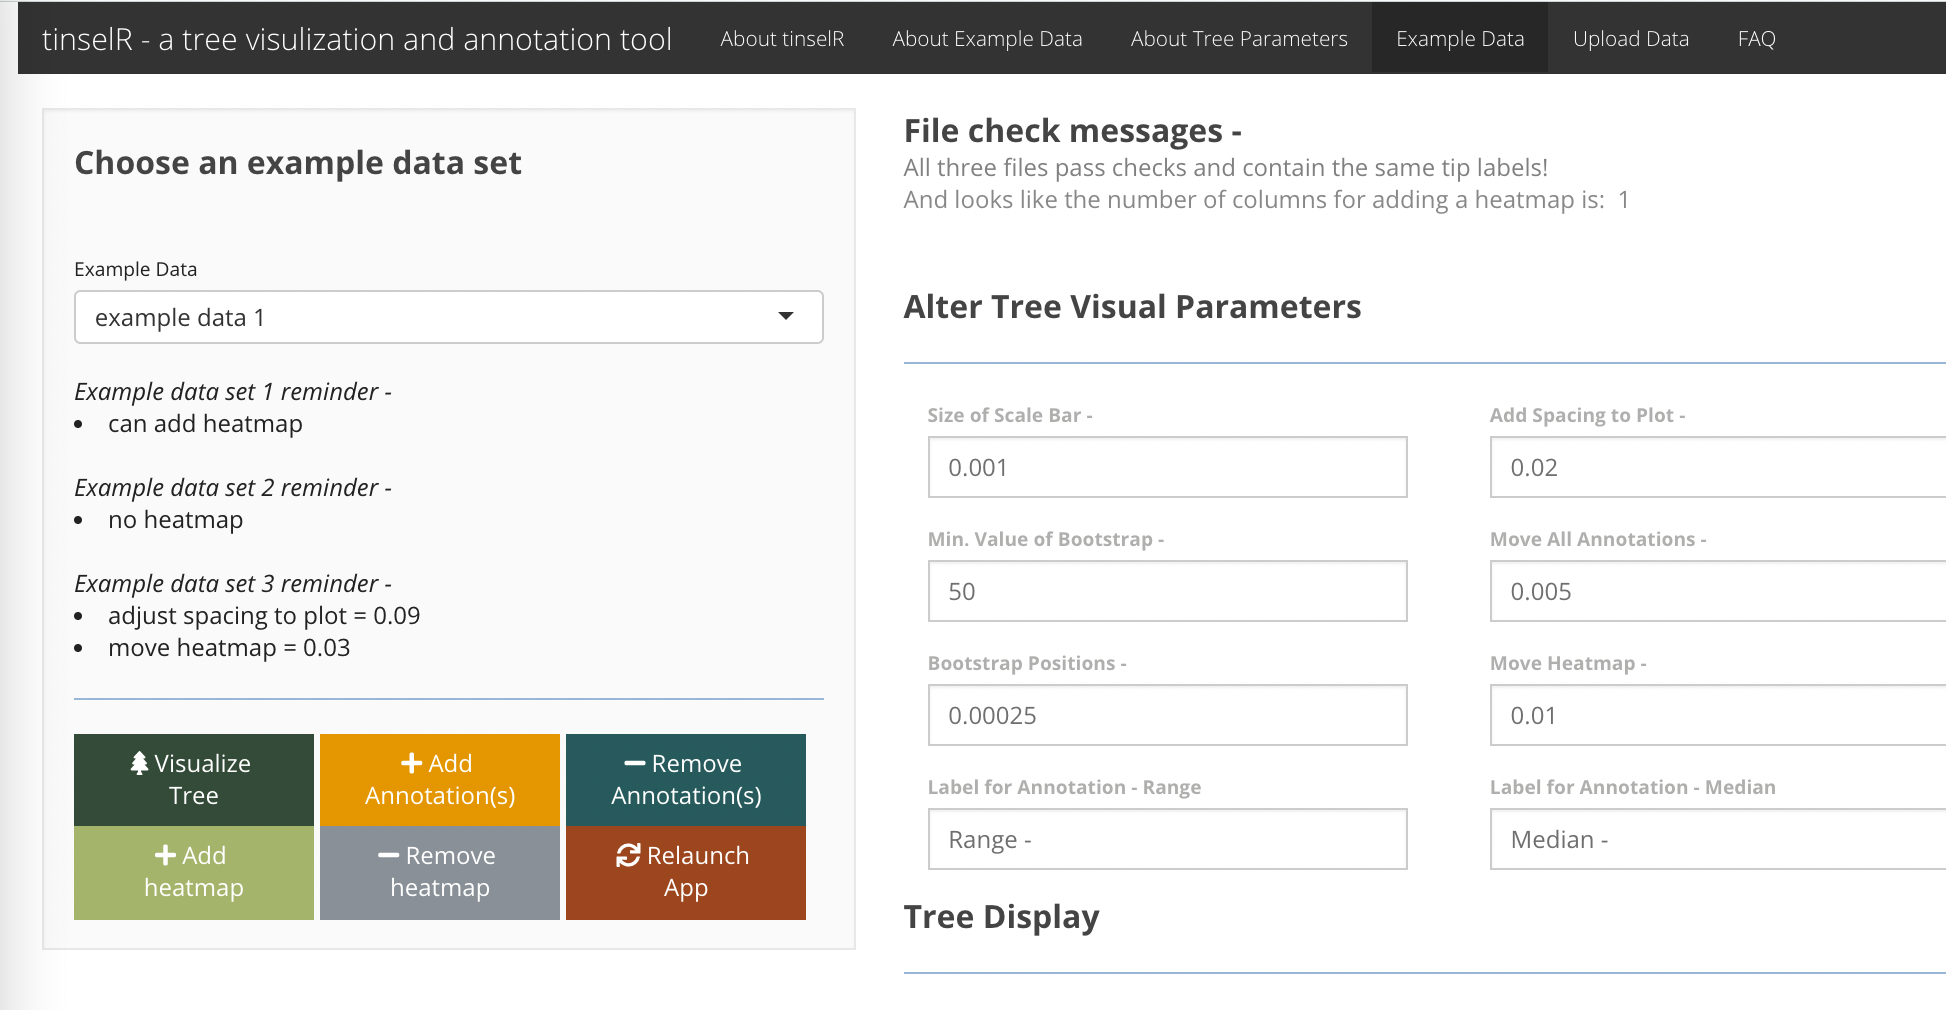 tinselR - a tree visulization and annotation tool
About tinselR
About Example Data
About Tree Parameters
Example Data
Upload Data
FAQ
Choose an example data set
Example Data
example data 1
Example data set 1 reminder -
• can add heatmap
Example data set 2 reminder -
• no heatmap
Example data set 3 reminder -
• adjust spacing to plot = 0.09
• move heatmap = 0.03
Visualize
Tree
+ Add
Annotation(s)
− Remove
Annotation(s)
+ Add
heatmap
− Remove
heatmap
Relaunch
App
File check messages -
All three files pass checks and contain the same tip labels!
And looks like the number of columns for adding a heatmap is: 1
Alter Tree Visual Parameters
Size of Scale Bar -
0.001
Add Spacing to Plot -
0.02
Min. Value of Bootstrap -
50
Move All Annotations -
0.005
Bootstrap Positions -
0.00025
Move Heatmap -
0.01
Label for Annotation - Range
Range -
Label for Annotation - Median
Median -
Tree Display